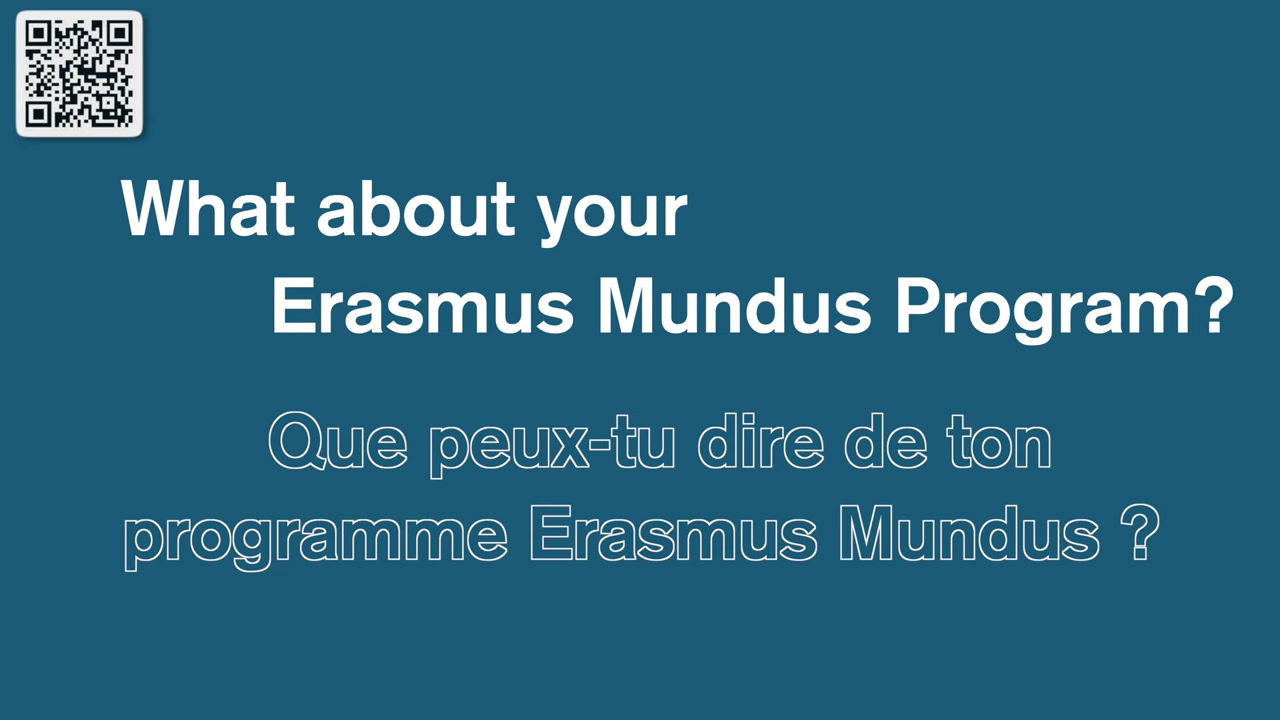 What about your
Erasmus Mundus Program?
Que peux-tu dire de ton
programme Erasmus Mundus ?